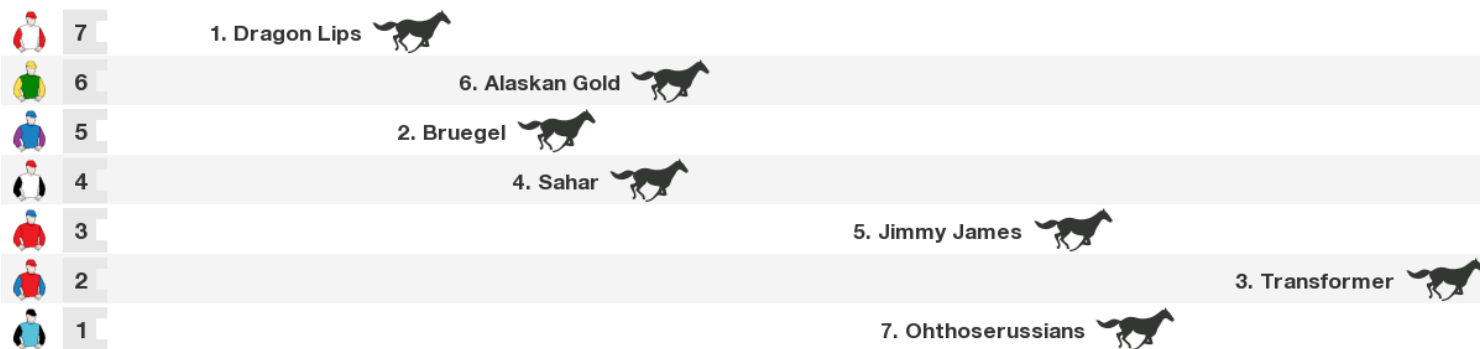 7 1. Dragon Lips
6 6. Alaskan Gold
5 2. Bruegel
4 4. Sahar
3 5. Jimmy James
2 3. Transformer
1 7. Ohthoserussians